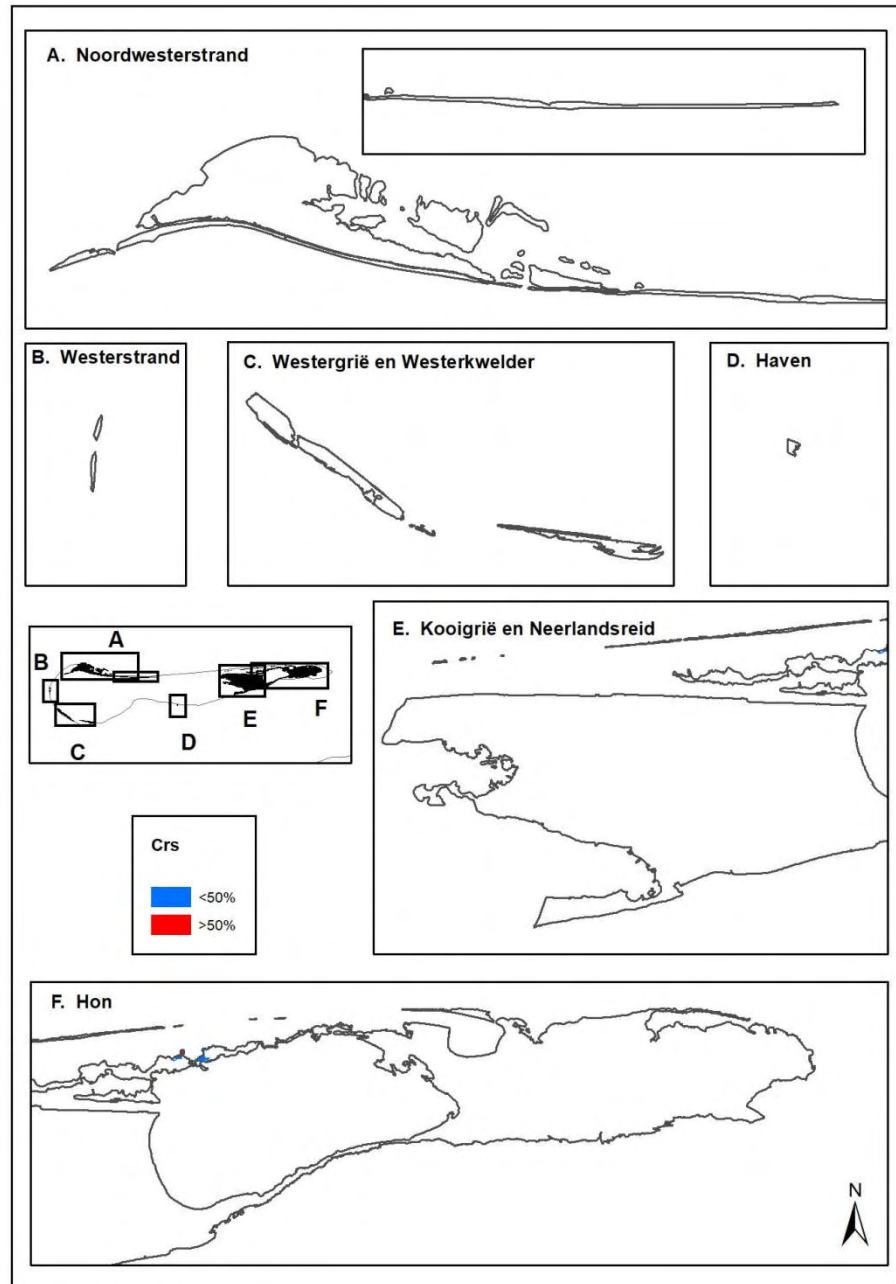 A. Noordwesterstrand
B. Westerstrand
C. Westergrië en Westerkwelder
D. Haven
A
B
C
D
E
F
E. Kooigrië en Neerlandsreid
Crs
<50%
>50%
F. Hon
N